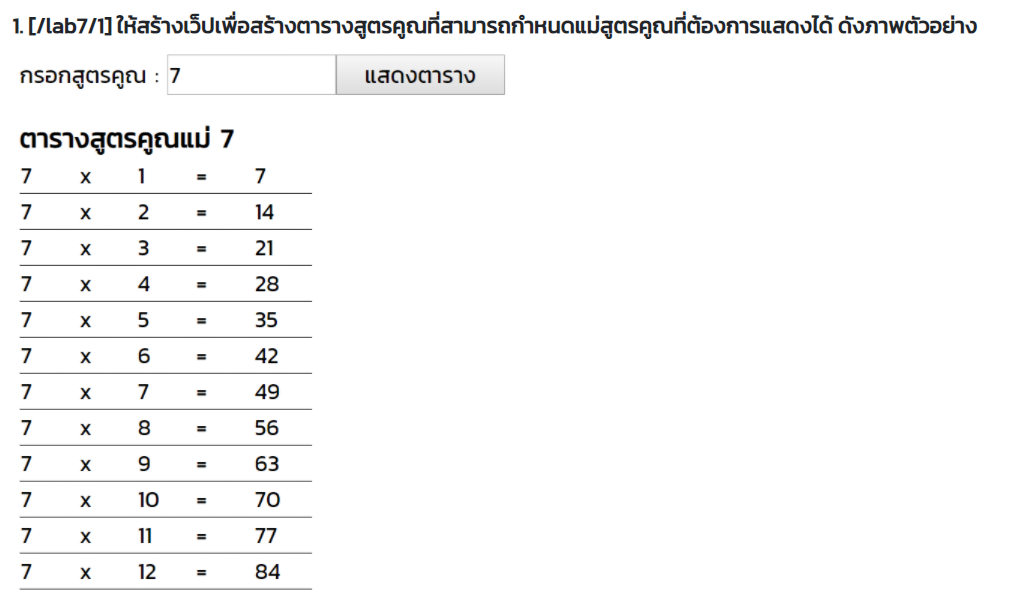 1. [/lab7/1] ให้สร้างเว็ปเพื่อสร้างตารางสูตรคูณที่สามารถกำหนดแม่สูตรคูณที่ต้องการแสดงได้ ดังภาพตัวอย่าง
กรอกสูตรคูณ : 7 แสดงตาราง
ตารางสูตรคูณแม่ 7
7 x 1 = 7
7 x 2 = 14
7 x 3 = 21
7 x 4 = 28
7 x 5 = 35
7 x 6 = 42
7 x 7 = 49
7 x 8 = 56
7 x 9 = 63
7 x 10 = 70
7 x 11 = 77
7 x 12 = 84